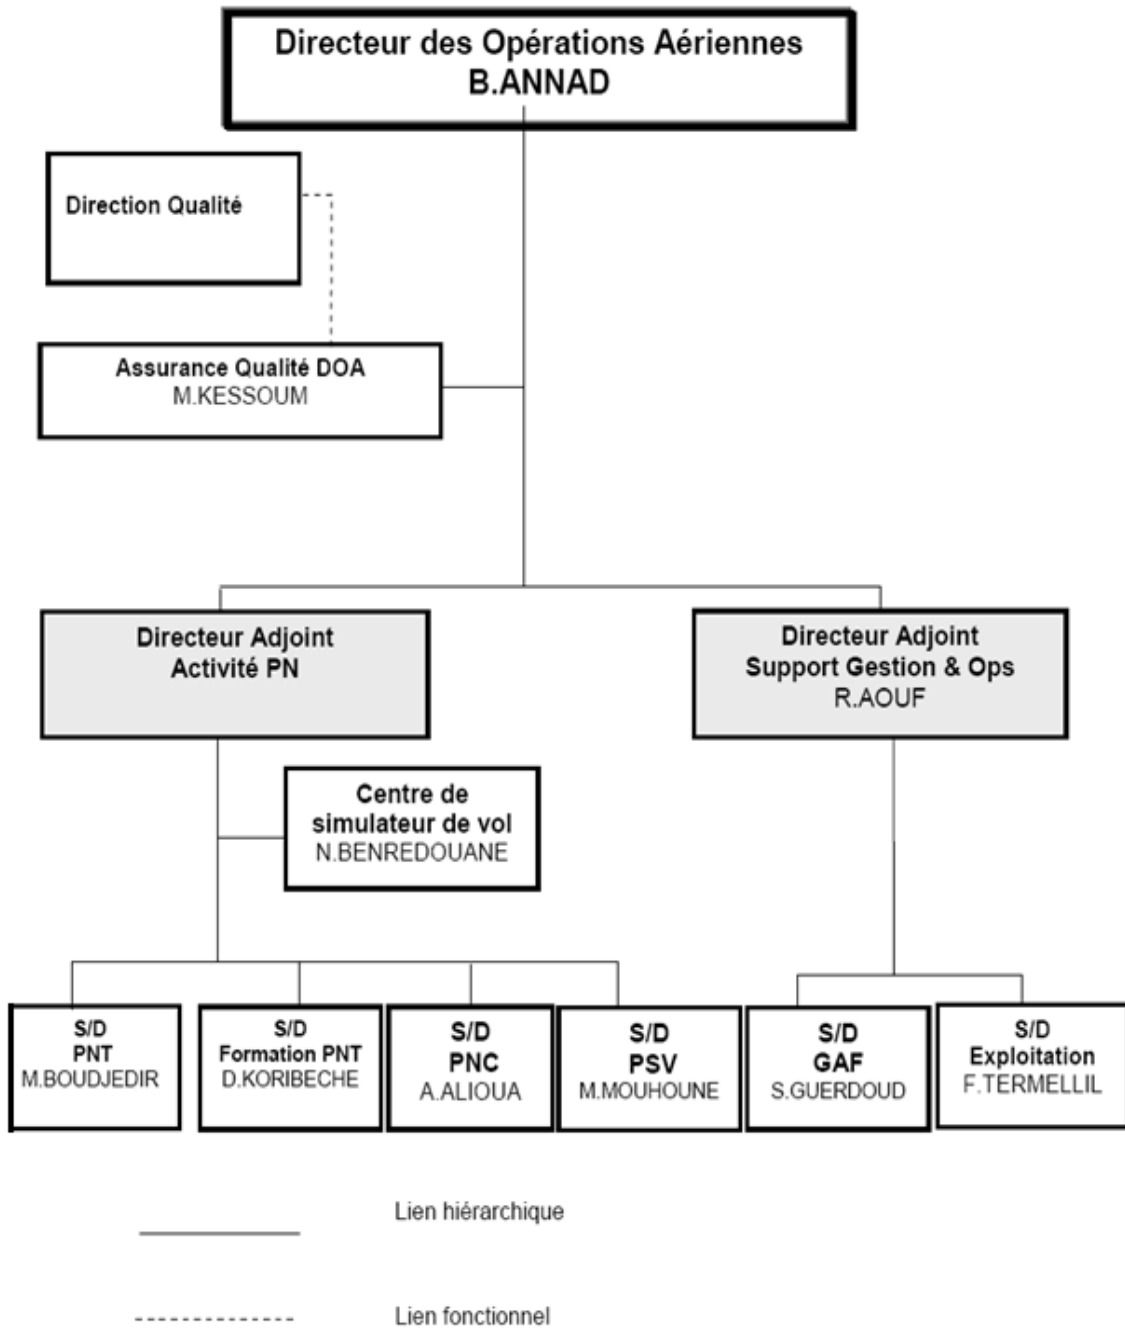 Directeur des Opérations Aériennes
B.ANNAD
Direction Qualité
Assurance Qualité DOA
M.KESSOUM
Directeur Adjoint
Activité PN
Directeur Adjoint
Support Gestion & Ops
R.AOUF
Centre de
simulateur de vol
N.BENREDOUANE
S/D
PNT
M.BOUDJEDIR
S/D
Formation PNT
D.KORIBECHE
S/D
PNC
A.ALIOUA
S/D
PSV
M.MOUHOUNE
S/D
GAF
S.GUERDOUD
S/D
Exploitation
F.TERMELLIL
Lien hiérarchique
Lien fonctionnel